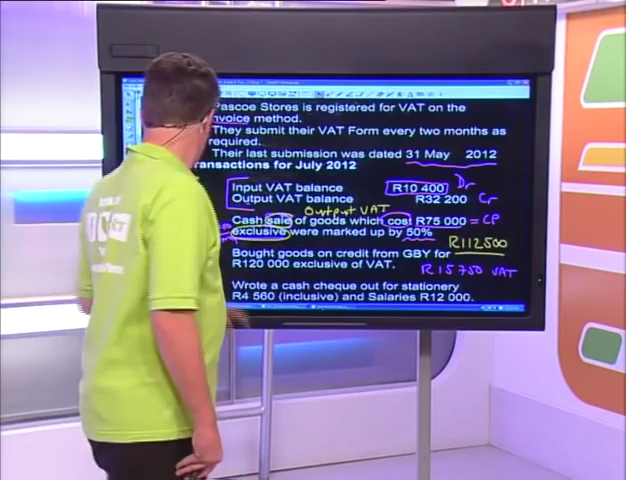 Pascoe Stores is registered for VAT on the
invoice method.
They submit their VAT Form every two months as
required.
Their last submission was dated 31 May 2012
ransactions for July 2012
Input VAT balance R10 400 Dr
Output VAT balance R32 200 Cr
Output VAT
Cash sale of goods which cost R75 000 = CP
exclusive were marked up by 50%
R112500
Bought goods on credit from GBY for
R120 000 exclusive of VAT.
R15750 VAT
Wrote a cash cheque out for stationery
R4 560 (inclusive) and Salaries R12 000.